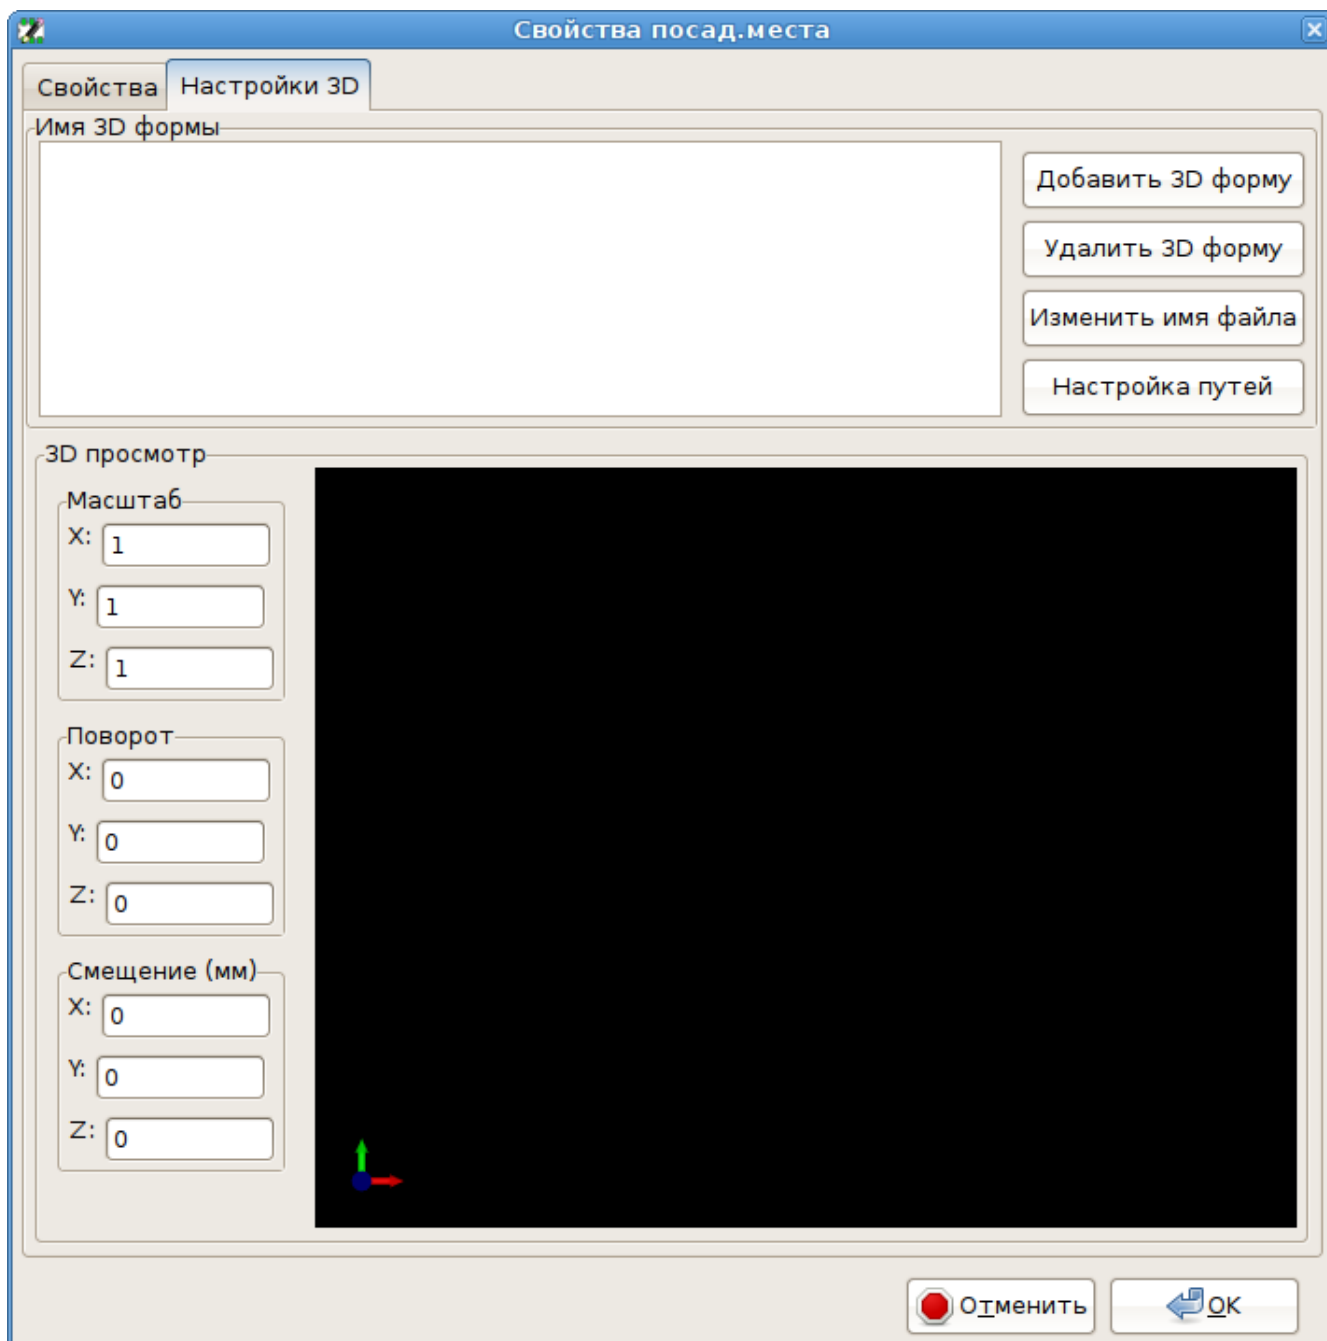 Свойства посад.места
Свойства
Настройки 3D
Имя 3D формы
Добавить 3D форму
Удалить 3D форму
Изменить имя файла
Настройка путей
3D просмотр
Масштаб
X: 1
Y: 1
Z: 1
Поворот
X: 0
Y: 0
Z: 0
Смещение (мм)
X: 0
Y: 0
Z: 0
Отменить
OK